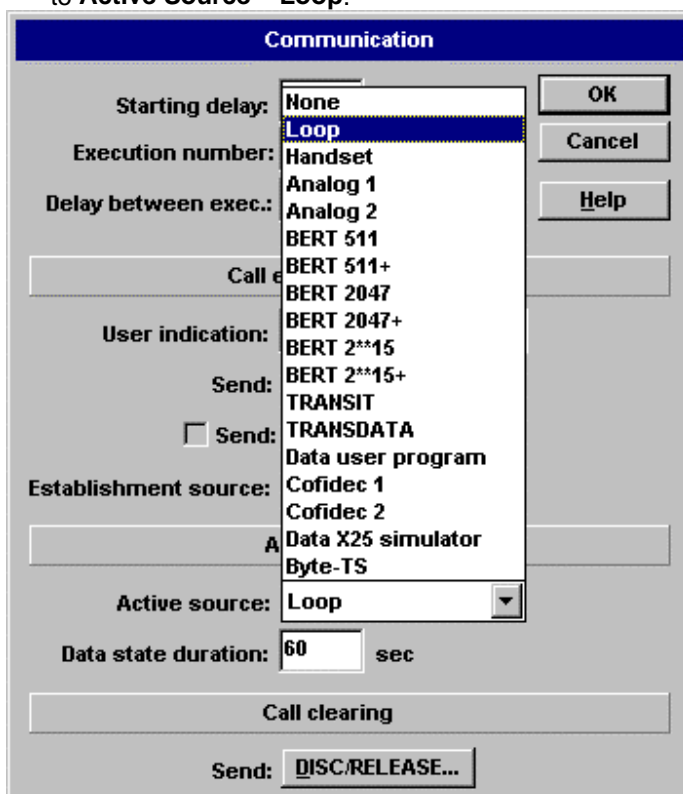 to Active Source - Loop.
Communication
Starting delay:
None
OK
Loop
Execution number:
Handset
Cancel
Analog 1
Delay between exec.:
Analog 2
Help
BERT 511
Call
BERT 511+
BERT 2047
User indication:
BERT 2047+
BERT 2**15
Send:
BERT 2**15+
TRANSIT
Send:
TRANSDATA
Data user program
Establishment source:
Cofidec 1
Cofidec 2
A
Data X25 simulator
Byte-TS
Active source:
Loop
Data state duration:
60 sec
Call clearing
Send:
DISC/RELEASE...